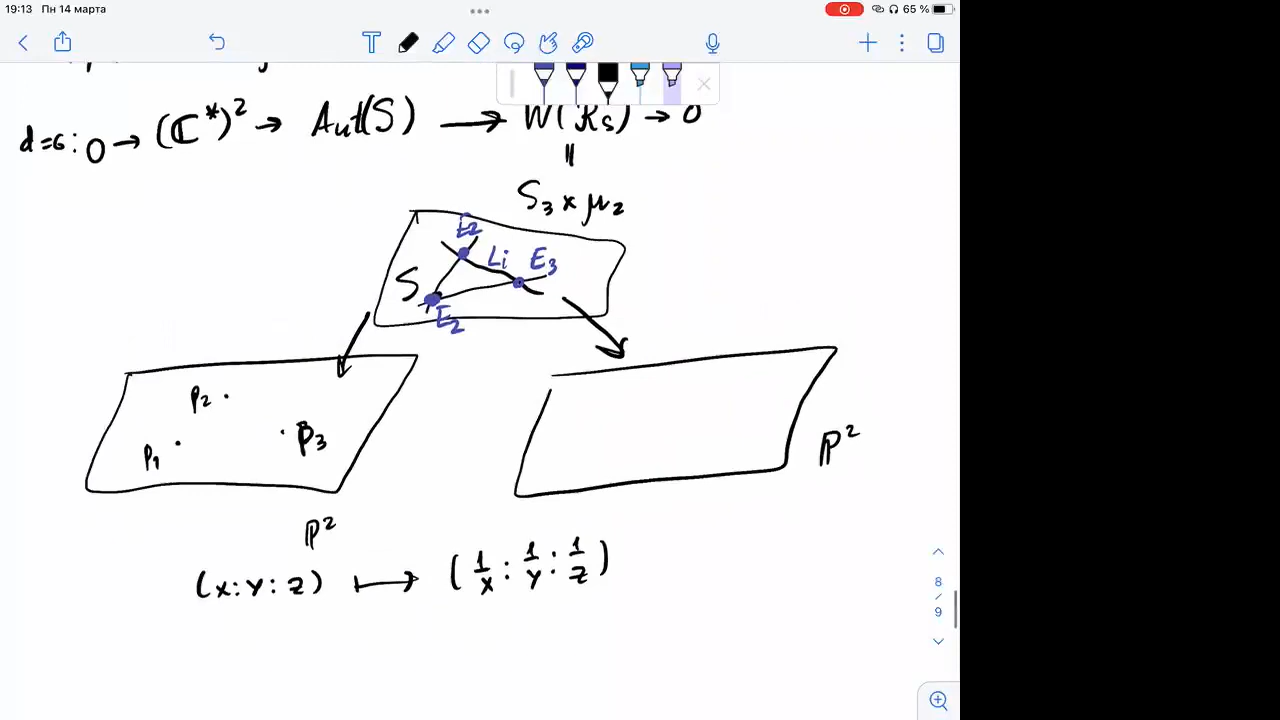 19:13 Пн 14 марта
65 %
T
d=6: 0 → (ℂ*)² → Aut(S) → W(K_S) → 0
||
S₃ × μ₂
E₂
Li E₃
S
E₂
p₂
p₁ p₃
ℙ²
ℙ²
(x:y:z) ↦ (1/x : 1/y : 1/z)
8
/
9